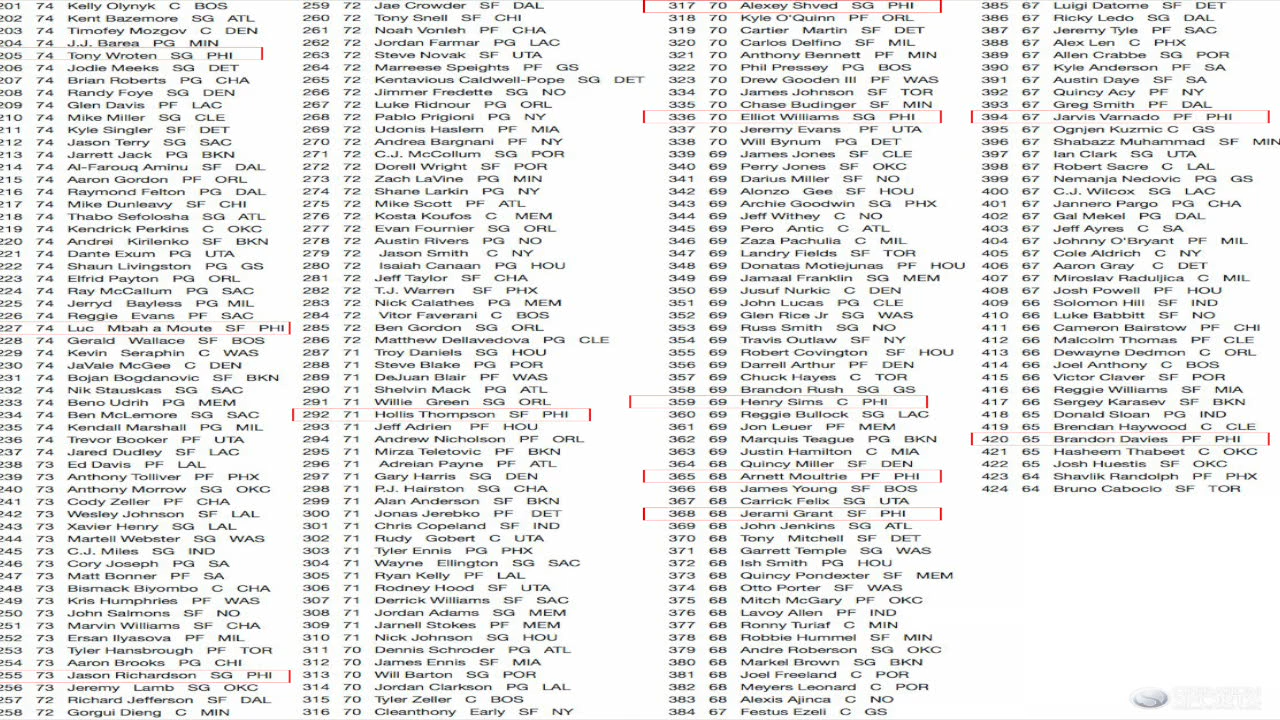 201 74 Kelly Olynyk C BOS
202 74 Kent Bazemore SG ATL
203 74 Timofey Mozgov C DEN
204 74 J.J. Barea PG MIN
205 74 Tony Wroten SG PHI
206 74 Jodie Meeks SG DET
207 74 Brian Roberts PG CHA
208 74 Randy Foye SG DEN
209 74 Glen Davis PF LAC
210 74 Mike Miller SG CLE
211 74 Kyle Singler SF DET
212 74 Jason Terry SG SAC
213 74 Jarrett Jack PG BKN
214 74 Al-Farouq Aminu SF DAL
215 74 Aaron Gordon PF ORL
216 74 Raymond Felton PG DAL
217 74 Mike Dunleavy SF CHI
218 74 Thabo Sefolosha SG ATL
219 74 Kendrick Perkins C OKC
220 74 Andrei Kirilenko SF BKN
221 74 Dante Exum PG UTA
222 74 Shaun Livingston PG GS
223 74 Elfrid Payton PG ORL
224 74 Ray McCallum PG SAC
225 74 Jerryd Bayless PG MIL
226 74 Reggie Evans PF SAC
227 74 Luc Mbah a Moute SF PHI
228 74 Gerald Wallace SF BOS
229 74 Kevin Seraphin C WAS
230 74 JaVale McGee C DEN
231 74 Bojan Bogdanovic SF BKN
232 74 Nik Stauskas SG SAC
233 74 Beno Udrih PG MEM
234 74 Ben McLemore SG SAC
235 74 Kendall Marshall PG MIL
236 74 Trevor Booker PF UTA
237 74 Jared Dudley SF LAC
238 73 Ed Davis PF LAL
239 73 Anthony Tolliver PF PHX
240 73 Anthony Morrow SG OKC
241 73 Cody Zeller PF CHA
242 73 Wesley Johnson SF LAL
243 73 Xavier Henry SG LAL
244 73 Martell Webster SG WAS
245 73 C.J. Miles SG IND
246 73 Cory Joseph PG SA
247 73 Matt Bonner PF SA
248 73 Bismack Biyombo C CHA
249 73 Kris Humphries PF WAS
250 73 John Salmons SF NO
251 73 Marvin Williams SF CHA
252 73 Ersan Ilyasova PF MIL
253 73 Tyler Hansbrough PF TOR
254 73 Aaron Brooks PG CHI
255 73 Jason Richardson SG PHI
256 73 Jeremy Lamb SG OKC
257 72 Richard Jefferson SF DAL
258 72 Gorgui Dieng C MIN
259 72 Jae Crowder SF DAL
260 72 Tony Snell SF CHI
261 72 Noah Vonleh PF CHA
262 72 Jordan Farmar PG LAC
263 72 Steve Novak SF UTA
264 72 Marreese Speights PF GS
265 72 Kentavious Caldwell-Pope SG DET
266 72 Jimmer Fredette SG NO
267 72 Luke Ridnour PG ORL
268 72 Pablo Prigioni PG NY
269 72 Udonis Haslem PF MIA
270 72 Andrea Bargnani PF NY
271 72 C.J. McCollum SG POR
272 72 Dorell Wright SF POR
273 72 Zach LaVine PG MIN
274 72 Shane Larkin PG NY
275 72 Mike Scott PF ATL
276 72 Kosta Koufos C MEM
277 72 Evan Fournier SG ORL
278 72 Austin Rivers PG NO
279 72 Jason Smith C NY
280 72 Isaiah Canaan PG HOU
281 72 Jeff Taylor SF CHA
282 72 T.J. Warren SF PHX
283 72 Nick Calathes PG MEM
284 72 Vitor Faverani C BOS
285 72 Ben Gordon SG ORL
286 72 Matthew Dellavedova PG CLE
287 71 Troy Daniels SG HOU
288 71 Steve Blake PG POR
289 71 DeJuan Blair PF WAS
290 71 Shelvin Mack PG ATL
291 71 Willie Green SG ORL
292 71 Hollis Thompson SF PHI
293 71 Jeff Adrien PF HOU
294 71 Andrew Nicholson PF ORL
295 71 Mirza Teletovic PF BKN
296 71 Adreian Payne PF ATL
297 71 Gary Harris SG DEN
298 71 P.J. Hairston SG CHA
299 71 Alan Anderson SF BKN
300 71 Jonas Jerebko PF DET
301 71 Chris Copeland SF IND
302 71 Rudy Gobert C UTA
303 71 Tyler Ennis PG PHX
304 71 Wayne Ellington SG SAC
305 71 Ryan Kelly PF LAL
306 71 Rodney Hood SF UTA
307 71 Derrick Williams SF SAC
308 71 Jordan Adams SG MEM
309 71 Jarnell Stokes PF MEM
310 71 Nick Johnson SG HOU
311 70 Dennis Schroder PG ATL
312 70 James Ennis SF MIA
313 70 Will Barton SG POR
314 70 Jordan Clarkson PG LAL
315 70 Tyler Zeller C BOS
316 70 Cleanthony Early SF NY
317 70 Alexey Shved SG PHI
318 70 Kyle O'Quinn PF ORL
319 70 Cartier Martin SF DET
320 70 Carlos Delfino SF MIL
321 70 Anthony Bennett PF MIN
322 70 Phil Pressey PG BOS
323 70 Drew Gooden III PF WAS
334 70 James Johnson SF TOR
335 70 Chase Budinger SF MIN
336 70 Elliot Williams SG PHI
337 70 Jeremy Evans PF UTA
338 70 Will Bynum PG DET
339 69 James Jones SF CLE
340 69 Perry Jones SF OKC
341 69 Darius Miller SF NO
342 69 Alonzo Gee SF HOU
343 69 Archie Goodwin SG PHX
344 69 Jeff Withey C NO
345 69 Pero Antic C ATL
346 69 Zaza Pachulia C MIL
347 69 Landry Fields SF TOR
348 69 Donatas Motiejunas PF HOU
349 69 Jamaal Franklin SG MEM
350 69 Jusuf Nurkic C DEN
351 69 John Lucas PG CLE
352 69 Glen Rice Jr SG WAS
353 69 Russ Smith SG NO
354 69 Travis Outlaw SF NY
355 69 Robert Covington SF HOU
356 69 Darrell Arthur PF DEN
357 69 Chuck Hayes C TOR
358 69 Brandon Rush SG GS
359 69 Henry Sims C PHI
360 69 Reggie Bullock SG LAC
361 69 Jon Leuer PF MEM
362 69 Marquis Teague PG BKN
363 69 Justin Hamilton C MIA
364 68 Quincy Miller SF DEN
365 68 Arnett Moultrie PF PHI
366 68 James Young SF BOS
367 68 Carrick Felix SG UTA
368 68 Jerami Grant SF PHI
369 68 John Jenkins SG ATL
370 68 Tony Mitchell SF DET
371 68 Garrett Temple SG WAS
372 68 Ish Smith PG HOU
373 68 Quincy Pondexter SF MEM
374 68 Otto Porter SF WAS
375 68 Mitch McGary PF OKC
376 68 Lavoy Allen PF IND
377 68 Ronny Turiaf C MIN
378 68 Robbie Hummel SF MIN
379 68 Andre Roberson SG OKC
380 68 Markel Brown SG BKN
381 68 Joel Freeland C POR
382 68 Meyers Leonard C POR
383 68 Alexis Ajinca C NO
384 67 Festus Ezeli C GS
385 67 Luigi Datome SF DET
386 67 Ricky Ledo SG DAL
387 67 Jeremy Tyle PF SAC
388 67 Alex Len C PHX
389 67 Allen Crabbe SG POR
390 67 Kyle Anderson PF SA
391 67 Austin Daye SF SA
392 67 Quincy Acy PF NY
393 67 Greg Smith PF DAL
394 67 Jarvis Varnado PF PHI
395 67 Ognjen Kuzmic C GS
396 67 Shabazz Muhammad SF MIN
397 67 Ian Clark SG UTA
398 67 Robert Sacre C LAL
399 67 Nemanja Nedovic PG GS
400 67 C.J. Wilcox SG LAC
401 67 Jannero Pargo PG CHA
402 67 Gal Mekel PG DAL
403 67 Jeff Ayres C SA
404 67 Johnny O'Bryant PF MIL
405 67 Cole Aldrich C NY
406 67 Aaron Gray C DET
407 67 Miroslav Raduljica C MIL
408 67 Josh Powell PF HOU
409 66 Solomon Hill SF IND
410 66 Luke Babbitt SF NO
411 66 Cameron Bairstow PF CHI
412 66 Malcolm Thomas PF CLE
413 66 Dewayne Dedmon C ORL
414 66 Joel Anthony C BOS
415 66 Victor Claver SF POR
416 66 Reggie Williams SF MIA
417 66 Sergey Karasev SF BKN
418 65 Donald Sloan PG IND
419 65 Brendan Haywood C CLE
420 65 Brandon Davies PF PHI
421 65 Hasheem Thabeet C OKC
422 65 Josh Huestis SF OKC
423 64 Shavlik Randolph PF PHX
424 64 Bruno Caboclo SF TOR